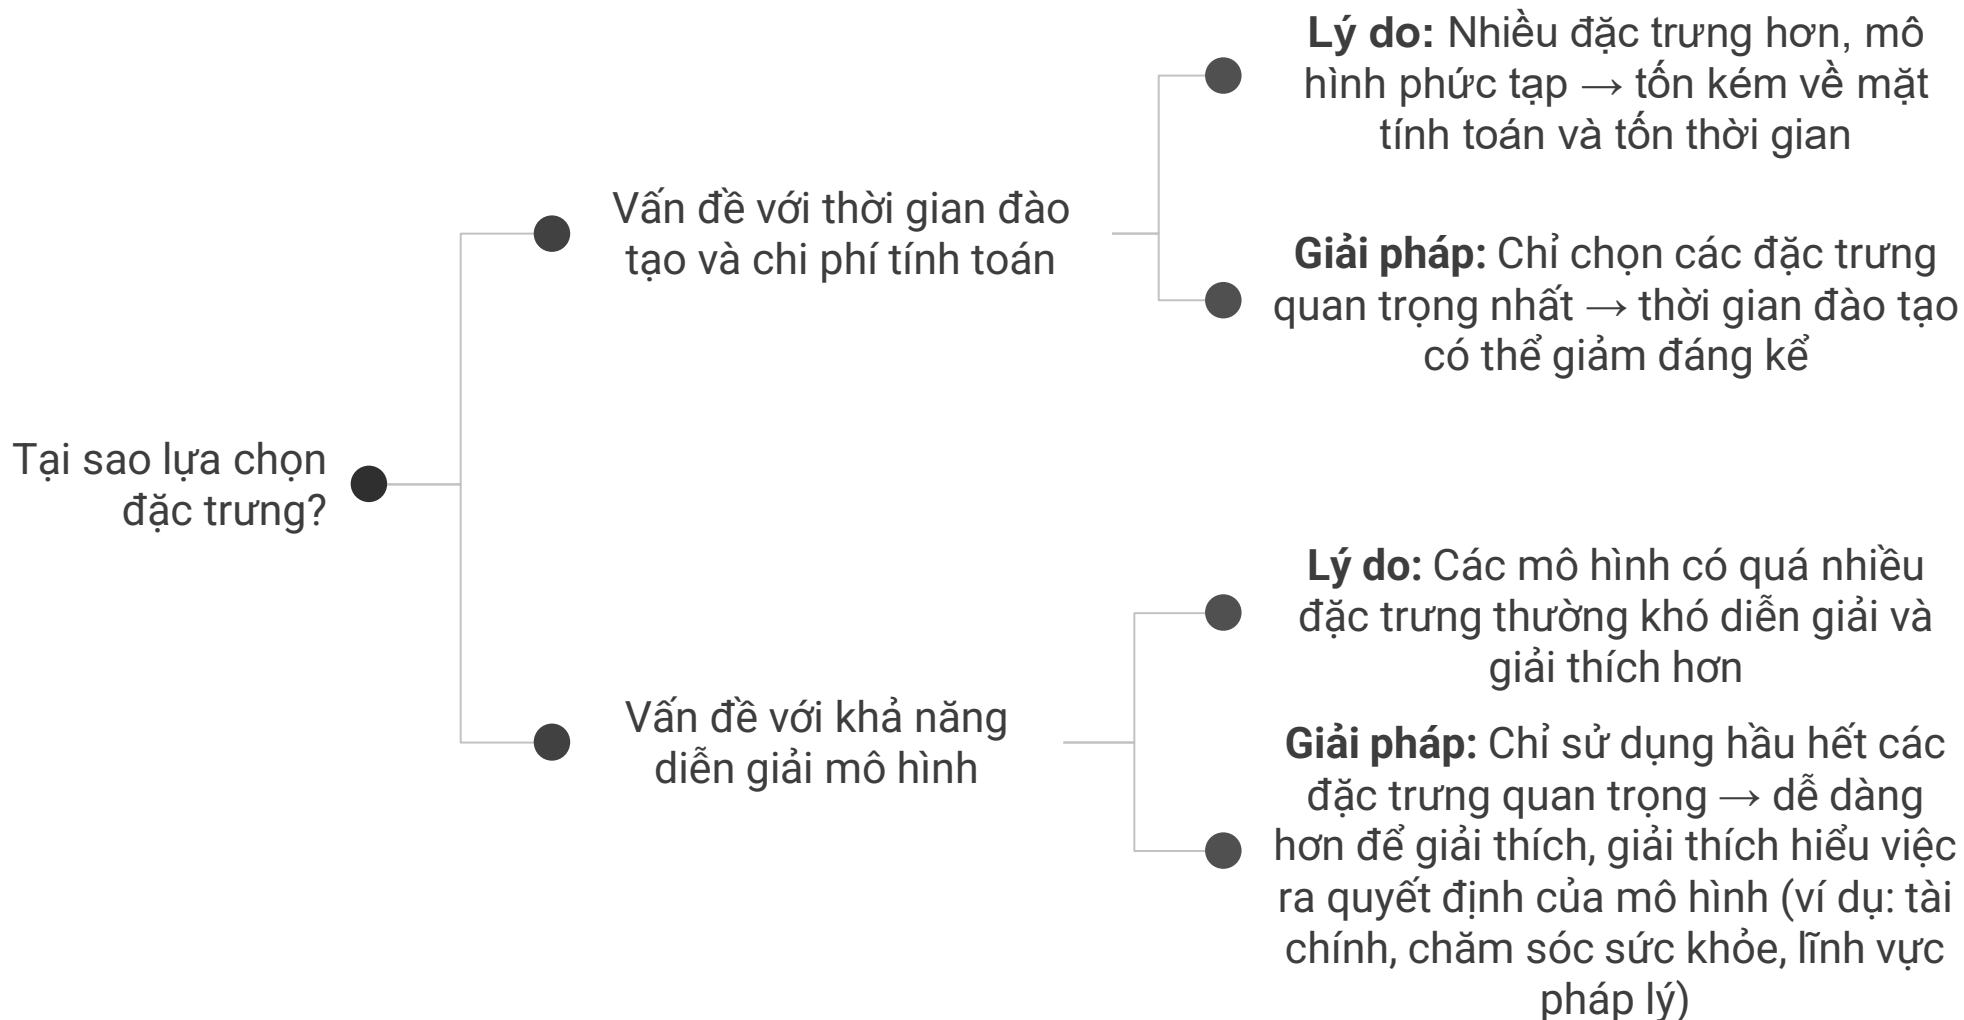 Tại sao lựa chọn
đặc trưng?
Vấn đề với thời gian đào
tạo và chi phí tính toán
Lý do: Nhiều đặc trưng hơn, mô
hình phức tạp → tốn kém về mặt
tính toán và tốn thời gian
Giải pháp: Chỉ chọn các đặc trưng
quan trọng nhất → thời gian đào tạo
có thể giảm đáng kể
Vấn đề với khả năng
diễn giải mô hình
Lý do: Các mô hình có quá nhiều
đặc trưng thường khó diễn giải và
giải thích hơn
Giải pháp: Chỉ sử dụng hầu hết các
đặc trưng quan trọng → dễ dàng
hơn để giải thích, giải thích hiểu việc
ra quyết định của mô hình (ví dụ: tài
chính, chăm sóc sức khỏe, lĩnh vực
pháp lý)